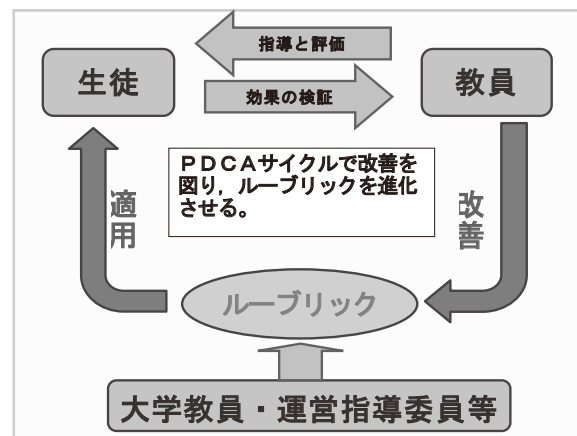 指導と評価
生徒
教員
効果の検証
PDCAサイクルで改善を
図り，ルーブリックを進化
させる。
適用
改善
ルーブリック
大学教員・運営指導委員等